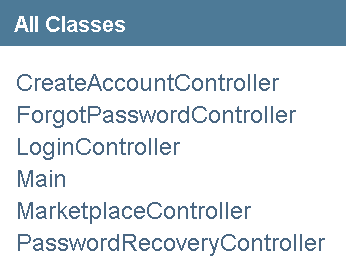 All Classes
CreateAccountController
ForgotPasswordController
LoginController
Main
MarketplaceController
PasswordRecoveryController